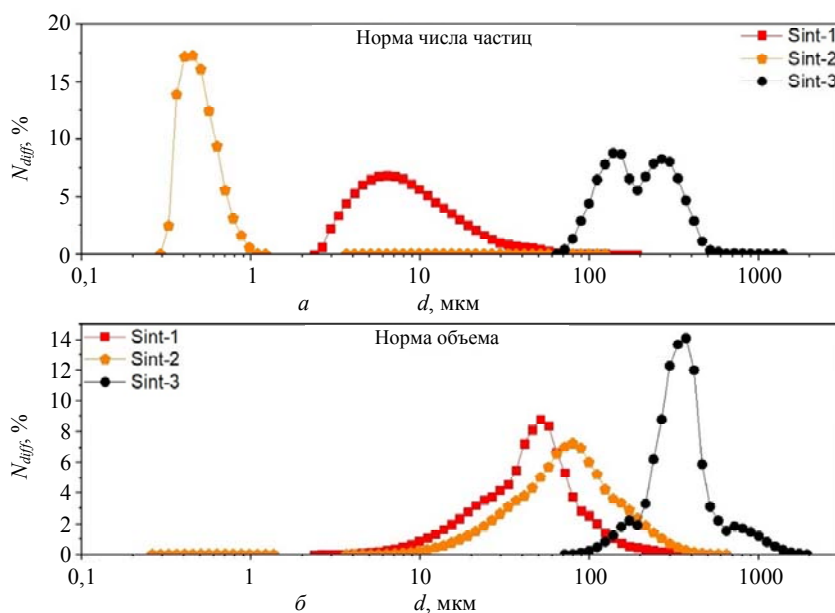 Норма числа частиц
Sint-1
Sint-2
Sint-3
N_diff, %
20
15
10
5
0
0,1 1 10 100 1000
а d, мкм
Норма объема
Sint-1
Sint-2
Sint-3
N_diff, %
14
12
10
8
6
4
2
0
0,1 1 10 100 1000
б d, мкм